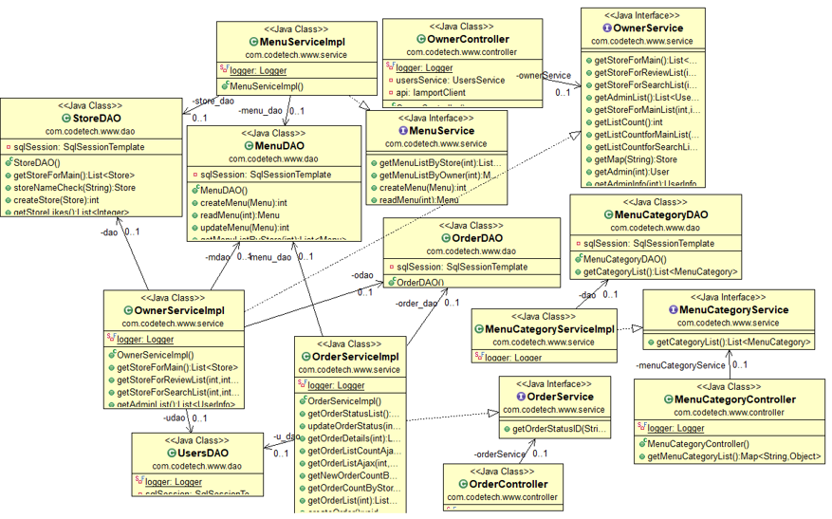 <<Java Class>>
MenuServiceImpl
com.codetech.www.service
logger: Logger
MenuServiceImpl()
<<Java Class>>
OwnerController
com.codetech.www.controller
logger: Logger
usersService: UsersService
api: IamportClient
-ownerService
0..1
<<Java Interface>>
OwnerService
com.codetech.www.service
getStoreForMain():List<...
getStoreForReviewList(i...
getStoreForSearchList(i...
getAdminList():List<Use...
getStoreForMainList(int,i...
getListCount():int
getListCountforMainList(...
getListCountforSearchLi...
getMap(String):Store
getAdmin(int):User
getAdminInfo(int):UserInfo
-store_dao
0..1
-menu_dao
0..1
<<Java Class>>
StoreDAO
com.codetech.www.dao
sqlSession: SqlSessionTemplate
StoreDAO()
getStoreForMain():List<Store>
storeNameCheck(String):Store
createStore(Store):int
getStoreLikes():List<Integer>
<<Java Class>>
MenuDAO
com.codetech.www.dao
sqlSession: SqlSessionTemplate
MenuDAO()
createMenu(Menu):int
readMenu(int):Menu
updateMenu(Menu):int
getMenuListByStore(int):List<Menu>
<<Java Interface>>
MenuService
com.codetech.www.service
getMenuListByStore(int):List...
getMenuListByOwner(int):M...
createMenu(Menu):int
readMenu(int):Menu
<<Java Class>>
MenuCategoryDAO
com.codetech.www.dao
sqlSession: SqlSessionTemplate
MenuCategoryDAO()
getCategoryList():List<MenuCategory>
<<Java Class>>
OrderDAO
com.codetech.www.dao
sqlSession: SqlSessionTemplate
OrderDAO()
-dao
0..1
-mdao
0..1
-menu_dao
0..1
-odao
0..1
-order_dao
0..1
-dao
0..1
<<Java Class>>
OwnerServiceImpl
com.codetech.www.service
logger: Logger
OwnerServiceImpl()
getStoreForMain():List<Store>
getStoreForReviewList(int,int...
getStoreForSearchList(int,int...
getAdminList():List<UserInfo>
<<Java Class>>
OrderServiceImpl
com.codetech.www.service
logger: Logger
OrderServiceImpl()
getOrderStatusList():...
updateOrderStatus(in...
getOrderDetails(int):L...
getOrderListCountAja...
getOrderListAjax(int,...
getNewOrderCountB...
getOrderCountByStor...
getOrderList(int):List...
<<Java Class>>
MenuCategoryServiceImpl
com.codetech.www.service
logger: Logger
<<Java Interface>>
MenuCategoryService
com.codetech.www.service
getCategoryList():List<MenuCategory>
-menuCategoryService
0..1
<<Java Interface>>
OrderService
com.codetech.www.service
getOrderStatusID(Stri...
<<Java Class>>
MenuCategoryController
com.codetech.www.controller
logger: Logger
MenuCategoryController()
getMenuCategoryList():Map<String,Object>
-udao
0..1
-u_dao
0..1
<<Java Class>>
UsersDAO
com.codetech.www.dao
logger: Logger
-orderService
0..1
<<Java Class>>
OrderController
com.codetech.www.controller